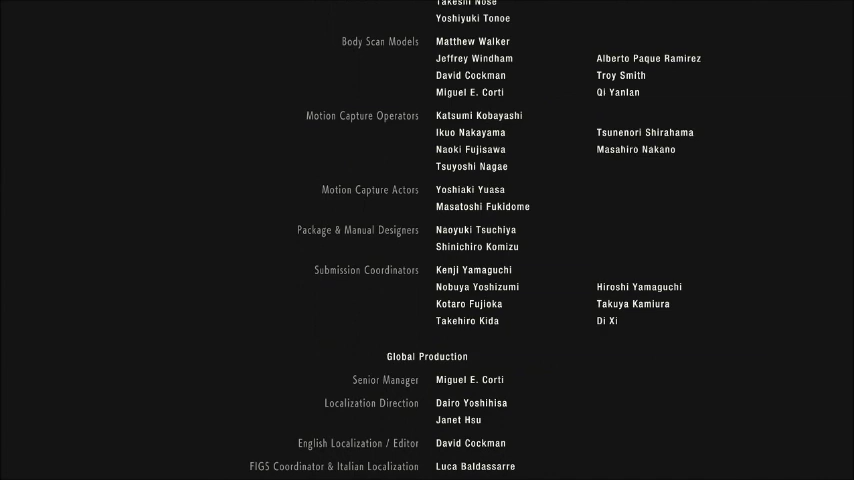 Takeshi Nose
Yoshiyuki Tonoe
Body Scan Models Matthew Walker
Jeffrey Windham Alberto Paque Ramirez
David Cockman Troy Smith
Miguel E. Corti Qi Yanlan
Motion Capture Operators Katsumi Kobayashi
Ikuo Nakayama Tsunenori Shirahama
Naoki Fujisawa Masahiro Nakano
Tsuyoshi Nagae
Motion Capture Actors Yoshiaki Yuasa
Masatoshi Fukidome
Package & Manual Designers Naoyuki Tsuchiya
Shinichiro Komizu
Submission Coordinators Kenji Yamaguchi
Nobuya Yoshizumi Hiroshi Yamaguchi
Kotaro Fujioka Takuya Kamiura
Takehiro Kida Di Xi
Global Production
Senior Manager Miguel E. Corti
Localization Direction Dairo Yoshihisa
Janet Hsu
English Localization / Editor David Cockman
FIGS Coordinator & Italian Localization Luca Baldassarre